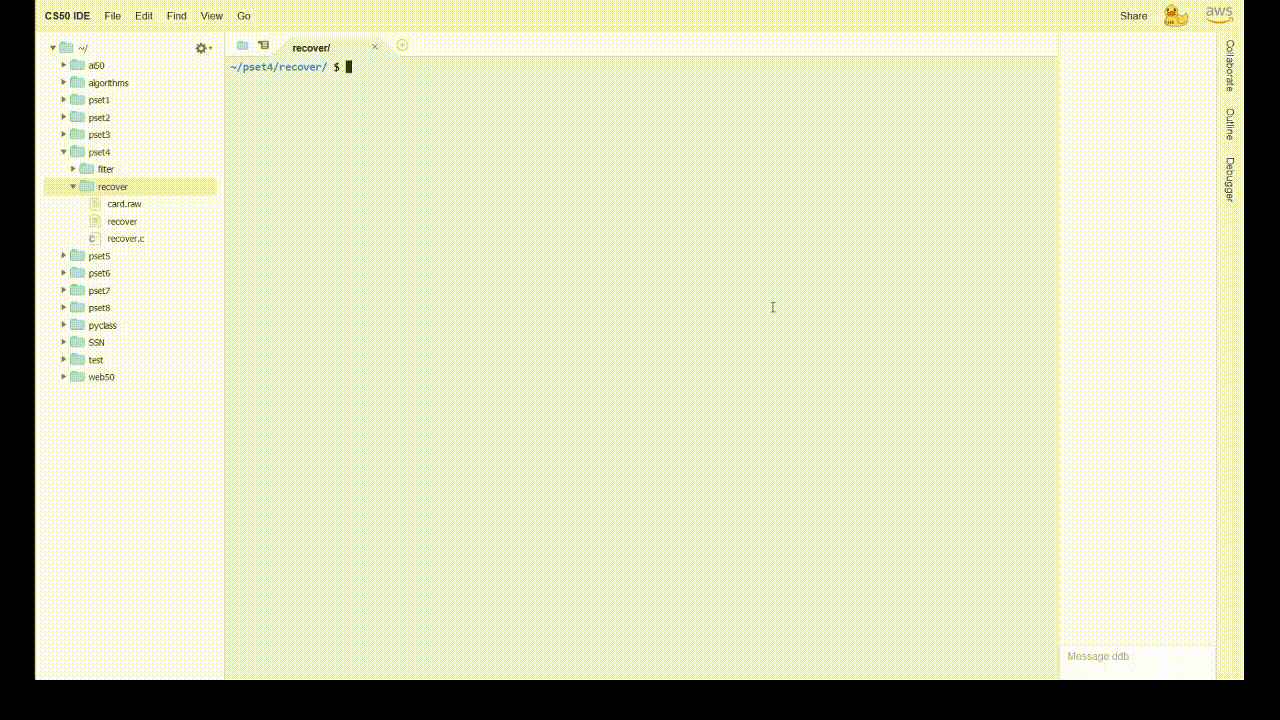 CS50 IDE File Edit Find View Go Share aws
~/
ai50
algorithms
pset1
pset2
pset3
pset4
filter
recover
card.raw
recover
recover.c
pset5
pset6
pset7
pset8
pyclass
SSN
test
web50
recover/
~/pset4/recover/ $
Collaborate
Outline
Debugger
Message ddb